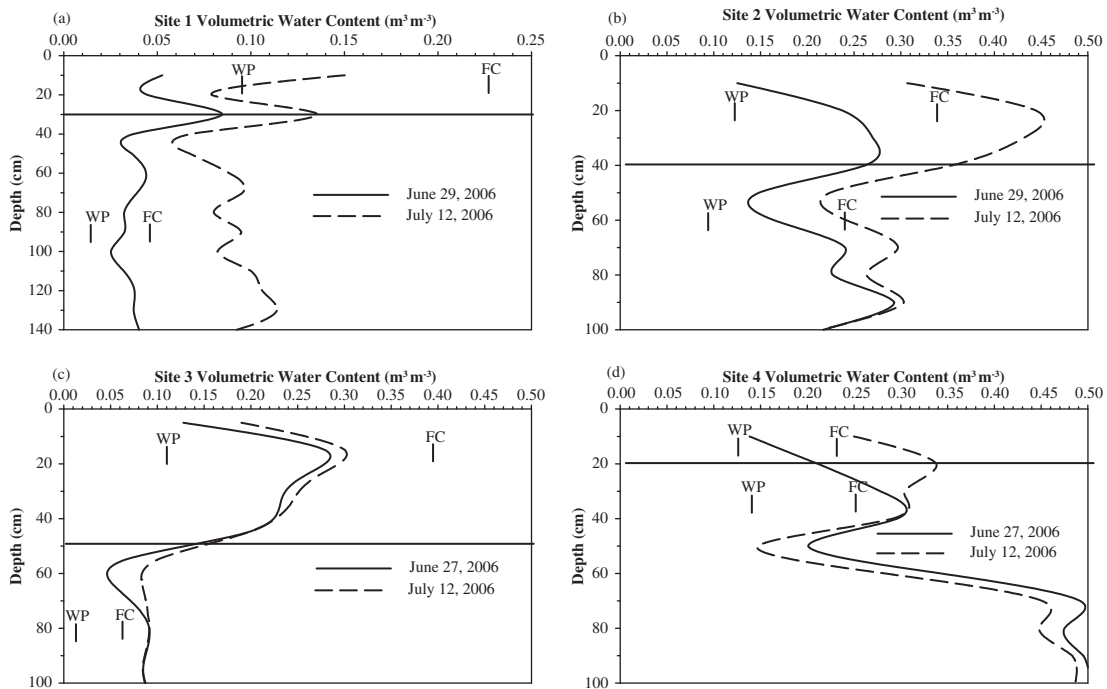 (a)
Site 1 Volumetric Water Content (m³ m⁻³)
0.00 0.05 0.10 0.15 0.20 0.25
0
20
40
60
80
100
120
140
Depth (cm)
WP
FC
WP
FC
June 29, 2006
July 12, 2006
(b)
Site 2 Volumetric Water Content (m³ m⁻³)
0.00 0.10 0.15 0.20 0.25 0.30 0.35 0.40 0.45 0.50
0
20
40
60
80
100
Depth (cm)
WP
FC
WP
FC
June 29, 2006
July 12, 2006
(c)
Site 3 Volumetric Water Content (m³ m⁻³)
0.00 0.05 0.10 0.15 0.20 0.25 0.30 0.35 0.40 0.45 0.50
0
20
40
60
80
100
Depth (cm)
WP
FC
WP
FC
June 27, 2006
July 12, 2006
(d)
Site 4 Volumetric Water Content (m³ m⁻³)
0.00 0.10 0.15 0.20 0.25 0.30 0.35 0.40 0.45 0.50
0
20
40
60
80
100
Depth (cm)
WP
FC
WP
FC
June 27, 2006
July 12, 2006